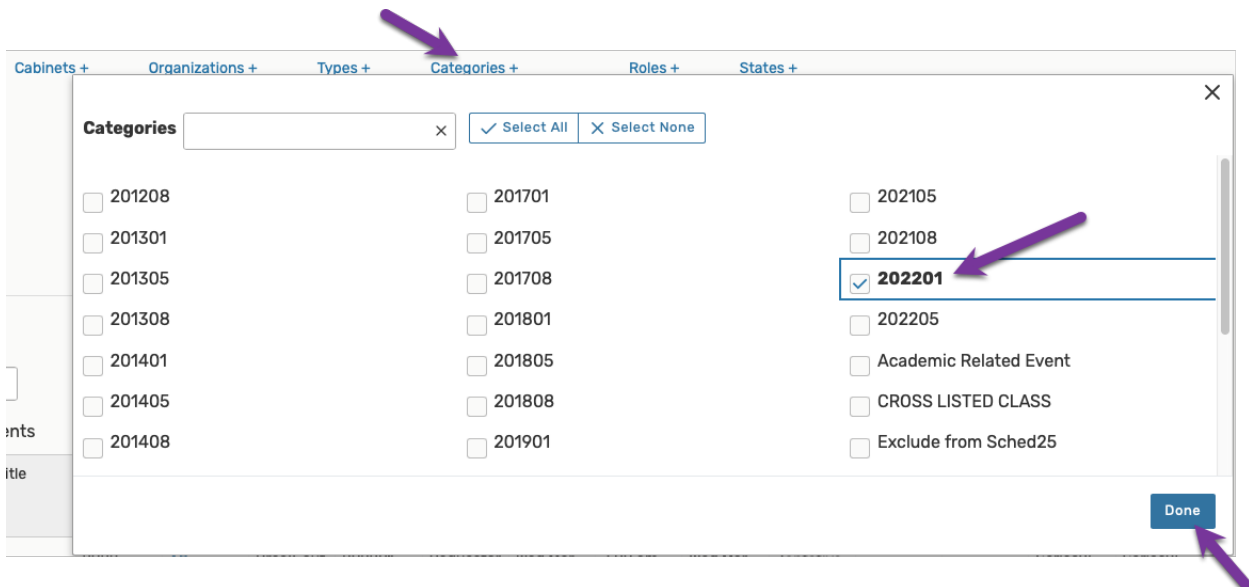 Cabinets + Organizations + Types + Categories + Roles + States +
Categories Select All Select None
201208 201701 202105
201301 201705 202108
201305 201708 202201
201308 201801 202205
201401 201805 Academic Related Event
201405 201808 CROSS LISTED CLASS
201408 201901 Exclude from Sched25
ents
itle
Done